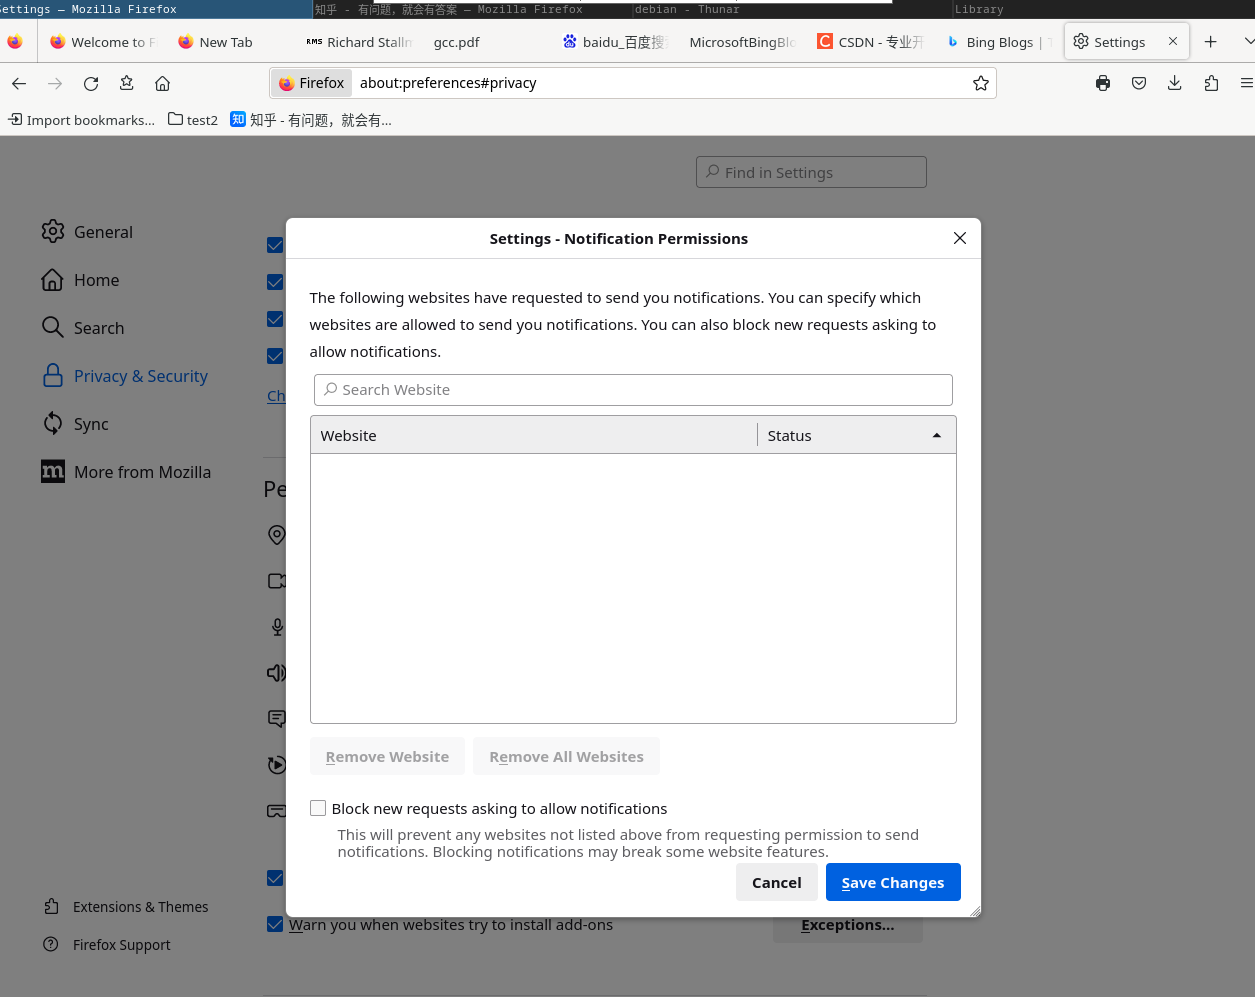 Settings — Mozilla Firefox
知乎 - 有问题，就会有答案 — Mozilla Firefox
debian - Thunar
Library
Welcome to F
New Tab
RMS Richard Stalln
gcc.pdf
baidu_百度搜
MicrosoftBingBlo
CSDN - 专业开
Bing Blogs |
Settings
Firefox
about:preferences#privacy
Import bookmarks...
test2
知 知乎 - 有问题，就会有...
Find in Settings
General
Home
Search
Privacy & Security
Sync
m More from Mozilla
Extensions & Themes
Firefox Support
Ch
Pe
Settings - Notification Permissions
The following websites have requested to send you notifications. You can specify which
websites are allowed to send you notifications. You can also block new requests asking to
allow notifications.
Search Website
Website
Status
Remove Website
Remove All Websites
Block new requests asking to allow notifications
This will prevent any websites not listed above from requesting permission to send
notifications. Blocking notifications may break some website features.
Cancel
Save Changes
Warn you when websites try to install add-ons
Exceptions...